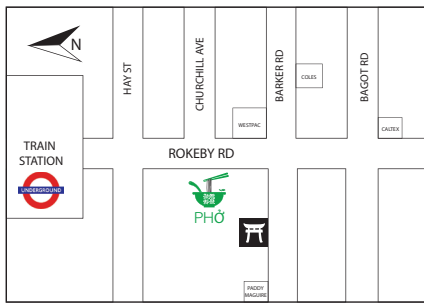 N
HAY ST
CHURCHILL AVE
BARKER RD
BAGOT RD
COLES
WESTPAC
CALTEX
TRAIN
STATION
UNDERGROUND
ROKEBY RD
PHỞ
PADDY
MAGUIRE